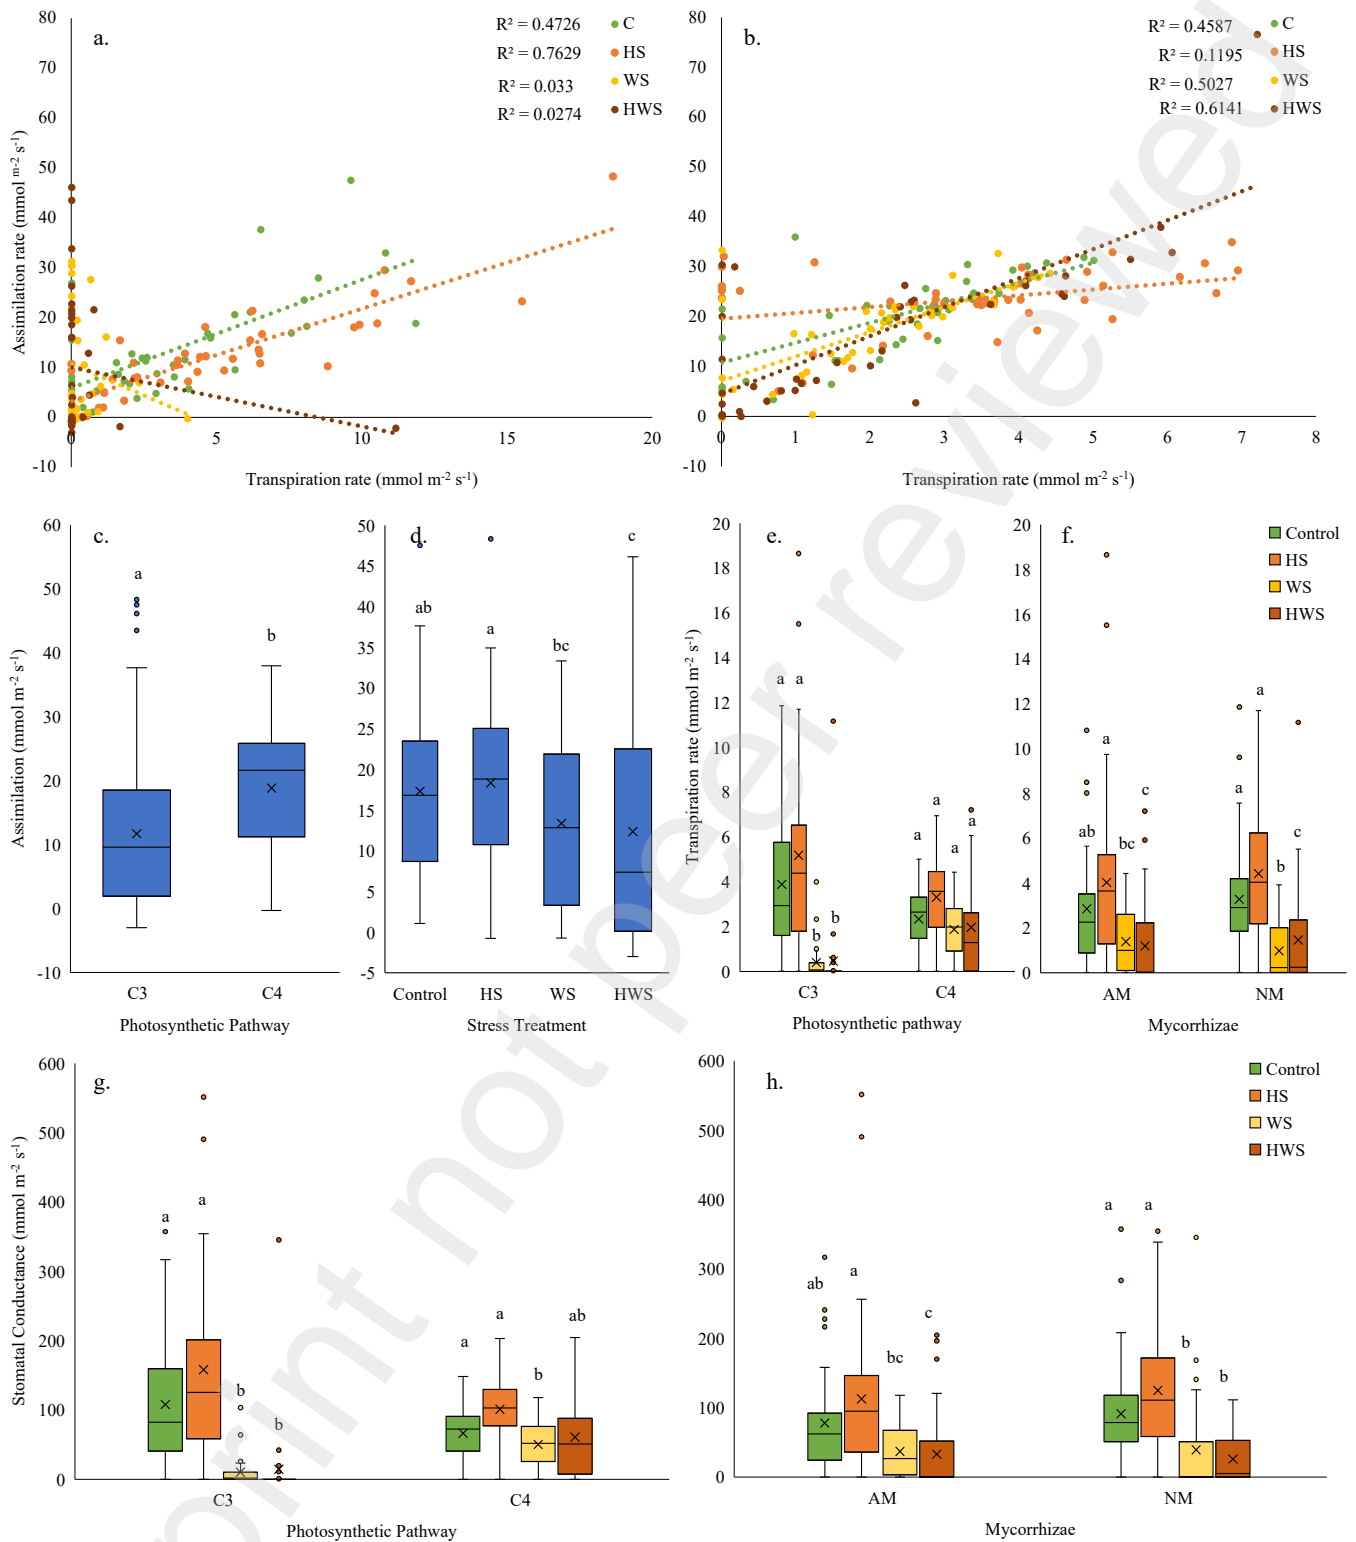 a.
R² = 0.4726
R² = 0.7629
R² = 0.033
R² = 0.0274
C
HS
WS
HWS
80
70
60
50
40
30
20
10
0
-10
0
5
10
15
20
Assimilation rate (mmol m-2 s-1)
Transpiration rate (mmol m-2 s-1)
b.
R² = 0.4587
R² = 0.1195
R² = 0.5027
R² = 0.6141
C
HS
WS
HWS
80
70
60
50
40
30
20
10
0
-10
0
1
2
3
4
5
6
7
8
Transpiration rate (mmol m-2 s-1)
c.
60
50
40
30
20
10
0
-10
a
b
C3
C4
Assimilation (mmol m-2 s-1)
Photosynthetic Pathway
d.
50
45
40
35
30
25
20
15
10
5
0
-5
ab
a
bc
c
Control
HS
WS
HWS
Stress Treatment
e.
20
18
16
14
12
10
8
6
4
2
0
a
a
b
b
a
a
a
a
C3
C4
Transpiration rate (mmol m-2 s-1)
Photosynthetic pathway
f.
Control
HS
WS
HWS
20
18
16
14
12
10
8
6
4
2
0
ab
a
bc
c
a
a
b
c
AM
NM
Mycorrhizae
g.
600
500
400
300
200
100
0
a
a
b
b
a
a
b
ab
C3
C4
Stomatal Conductance (mmol m-2 s-1)
Photosynthetic Pathway
h.
Control
HS
WS
HWS
600
500
400
300
200
100
0
ab
a
bc
c
a
a
b
b
AM
NM
Mycorrhizae
print not peer reviewed